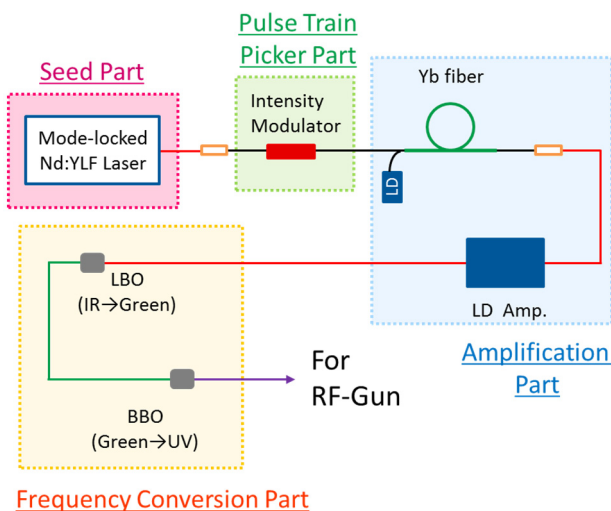 Pulse Train
Picker Part
Seed Part
Yb fiber
Intensity
Modulator
Mode-locked
Nd:YLF Laser
LD
LBO
(IR→Green)
LD Amp.
For
RF-Gun
Amplification
Part
BBO
(Green→UV)
Frequency Conversion Part